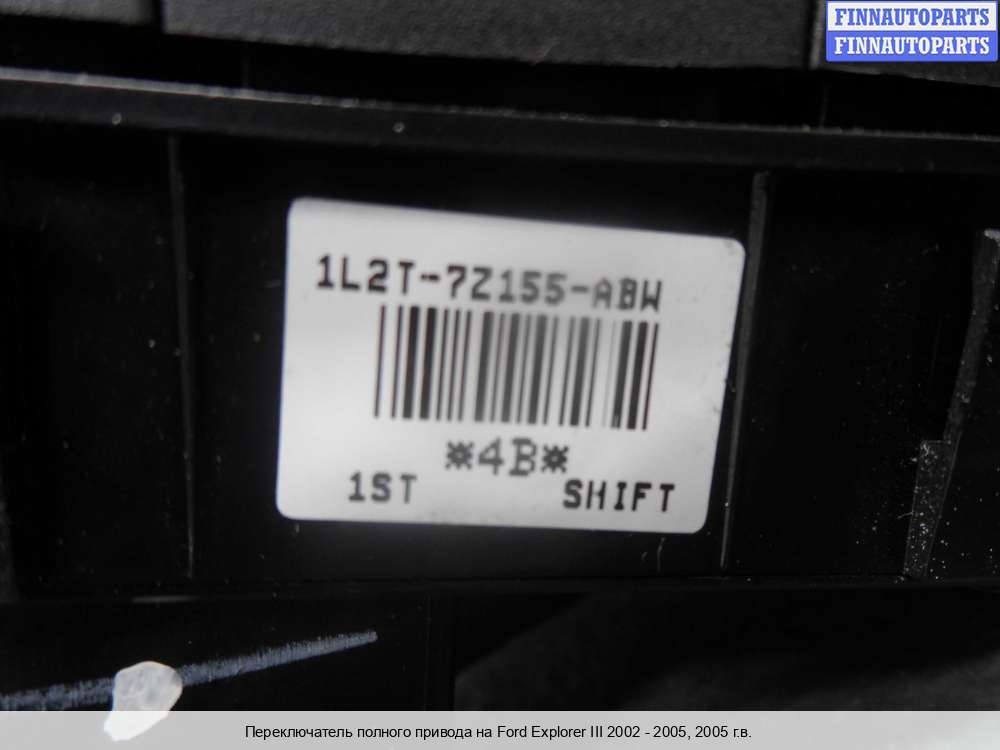 FINNAUTOPARTS
FINNAUTOPARTS
1L2T-7Z155-ABW
*4B*
1ST SHIFT
Переключатель полного привода на Ford Explorer III 2002 - 2005, 2005 г.в.